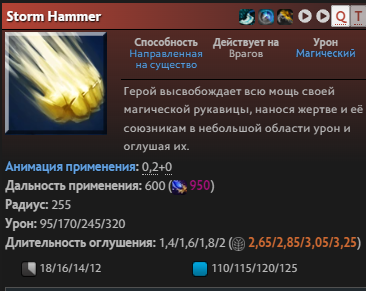 Storm Hammer
Q T
Способность Действует на Урон
Направленная Врагов Магический
на существо
Герой высвобождает всю мощь своей
магической рукавицы, нанося жертве и её
союзникам в небольшой области урон и
оглушая их.
Анимация применения: 0,2+0
Дальность применения: 600 (950)
Радиус: 255
Урон: 95/170/245/320
Длительность оглушения: 1,4/1,6/1,8/2 (2,65/2,85/3,05/3,25)
18/16/14/12 110/115/120/125